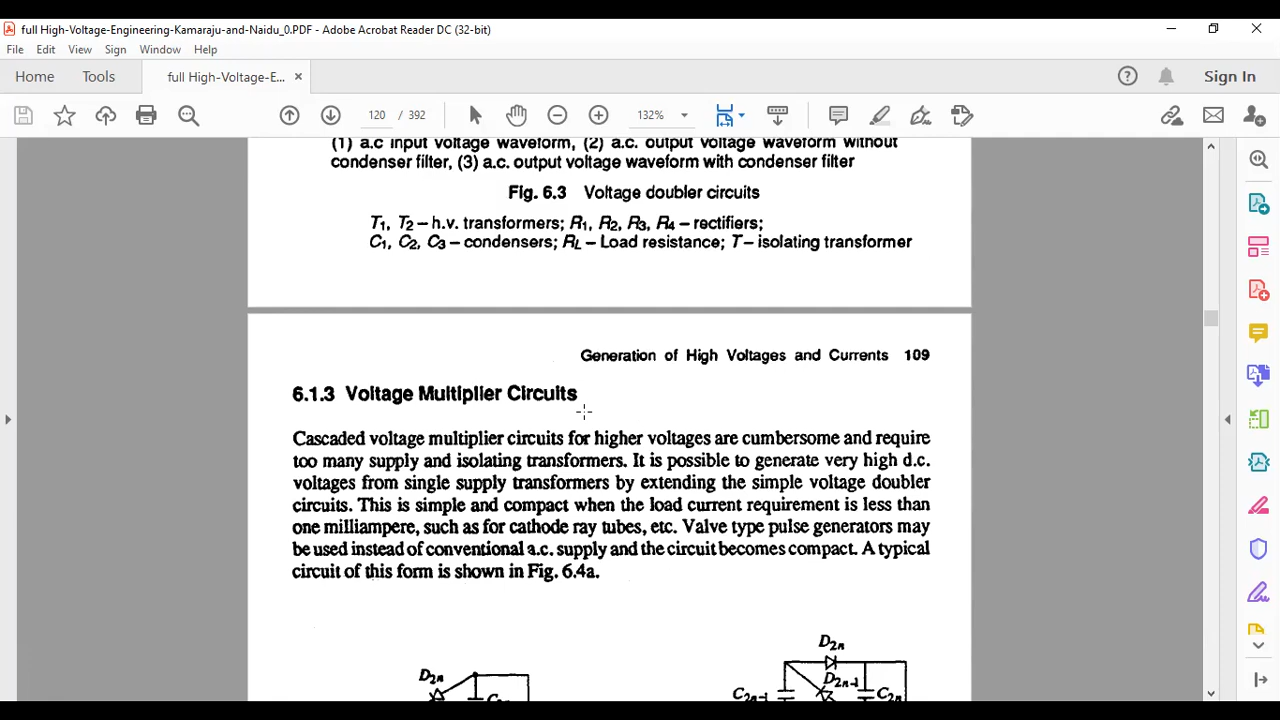 full High-Voltage-Engineering-Kamaraju-and-Naidu_0.PDF - Adobe Acrobat Reader DC (32-bit)
File Edit View Sign Window Help
Home Tools full High-Voltage-E... × Sign In
120 / 392 132%
(1) a.c input voltage waveform, (2) a.c. output voltage waveform without
condenser filter, (3) a.c. output voltage waveform with condenser filter
Fig. 6.3 Voltage doubler circuits
T1, T2 – h.v. transformers; R1, R2, R3, R4 – rectifiers;
C1, C2, C3 – condensers; RL – Load resistance; T – isolating transformer
Generation of High Voltages and Currents 109
6.1.3 Voltage Multiplier Circuits
Cascaded voltage multiplier circuits for higher voltages are cumbersome and require
too many supply and isolating transformers. It is possible to generate very high d.c.
voltages from single supply transformers by extending the simple voltage doubler
circuits. This is simple and compact when the load current requirement is less than
one milliampere, such as for cathode ray tubes, etc. Valve type pulse generators may
be used instead of conventional a.c. supply and the circuit becomes compact. A typical
circuit of this form is shown in Fig. 6.4a.
D2n
D2n
D2n-1
C2n-1
C2n